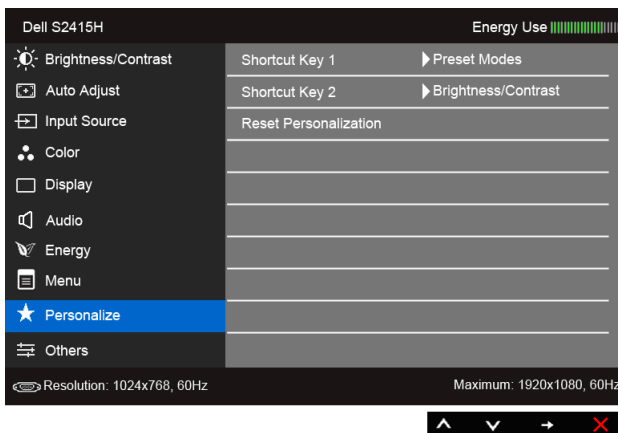 Dell S2415H Energy Use
Brightness/Contrast Shortcut Key 1 Preset Modes
Auto Adjust Shortcut Key 2 Brightness/Contrast
Input Source Reset Personalization
Color
Display
Audio
Energy
Menu
Personalize
Others
Resolution: 1024x768, 60Hz Maximum: 1920x1080, 60Hz